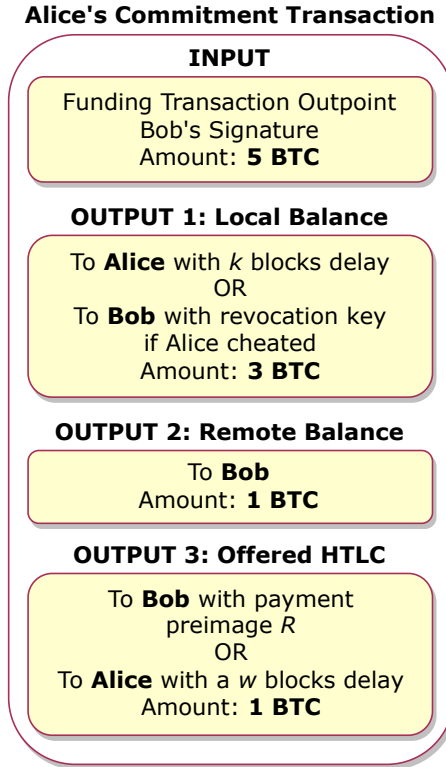 Alice's Commitment Transaction
INPUT
Funding Transaction Outpoint
Bob's Signature
Amount: 5 BTC
OUTPUT 1: Local Balance
To Alice with k blocks delay
OR
To Bob with revocation key
if Alice cheated
Amount: 3 BTC
OUTPUT 2: Remote Balance
To Bob
Amount: 1 BTC
OUTPUT 3: Offered HTLC
To Bob with payment
preimage R
OR
To Alice with a w blocks delay
Amount: 1 BTC